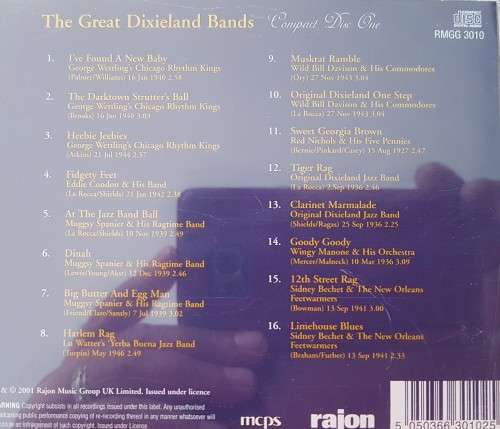 The Great Dixieland Bands Compact Disc One
COMPACT
disc
DIGITAL AUDIO
RMGG 3010
1. I've Found A New Baby
George Wettling's Chicago Rhythm Kings
(Palmer/Williams) 16 Jan 1940 2.58
2. The Darktown Strutter's Ball
George Wettling's Chicago Rhythm Kings
(Brooks) 16 Jan 1940 3.03
3. Heebie Jeebies
George Wettling's Chicago Rhythm Kings
(Atkins) 21 Jul 1944 2.57
4. Fidgety Feet
Eddie Condon & His Band
(La Rocca/Shields) 21 Jan 1942 2.38
5. At The Jazz Band Ball
Muggsy Spanier & His Ragtime Band
(La Rocca/Shields) 10 Nov 1939 2.49
6. Dinah
Muggsy Spanier & His Ragtime Band
(Lewis/Young/Akst) 12 Dec 1939 2.46
7. Big Butter And Egg Man
Muggsy Spanier & His Ragtime Band
(Friend/Clare/Santly) 7 Jul 1939 3.02
8. Harlem Rag
Lu Watter's Yerba Buena Jazz Band
(Turpin) May 1946 2.49
9. Muskrat Ramble
Wild Bill Davison & His Commodores
(Ory) 27 Nov 1943 3.04
10. Original Dixieland One Step
Wild Bill Davison & His Commodores
(La Rocca) 27 Nov 1943 3.04
11. Sweet Georgia Brown
Red Nichols & His Five Pennies
(Bernie/Pinkard/Casey) 15 Aug 1927 2.47
12. Tiger Rag
Original Dixieland Jazz Band
(La Rocca) 2 Sep 1936 2.46
13. Clarinet Marmalade
Original Dixieland Jazz Band
(Shields/Ragas) 25 Sep 1936 2.25
14. Goody Goody
Wingy Manone & His Orchestra
(Mercer/Malneck) 10 Mar 1936 3.09
15. 12th Street Rag
Sidney Bechet & The New Orleans
Feetwarmers
(Bowman) 13 Sep 1941 3.00
16. Limehouse Blues
Sidney Bechet & The New Orleans
Feetwarmers
(Braham/Furber) 13 Sep 1941 2.33
& © 2001 Rajon Music Group UK Limited. Issued under licence
WARNING Copyright subsists in all recordings issued under this label. Any unauthorised
broadcasting public performing copying of re-recording thereof in any manner whatsoever will constitute
an infringement of such copyright. Issued under Licence.
mcps
rajon
5 050366 301025